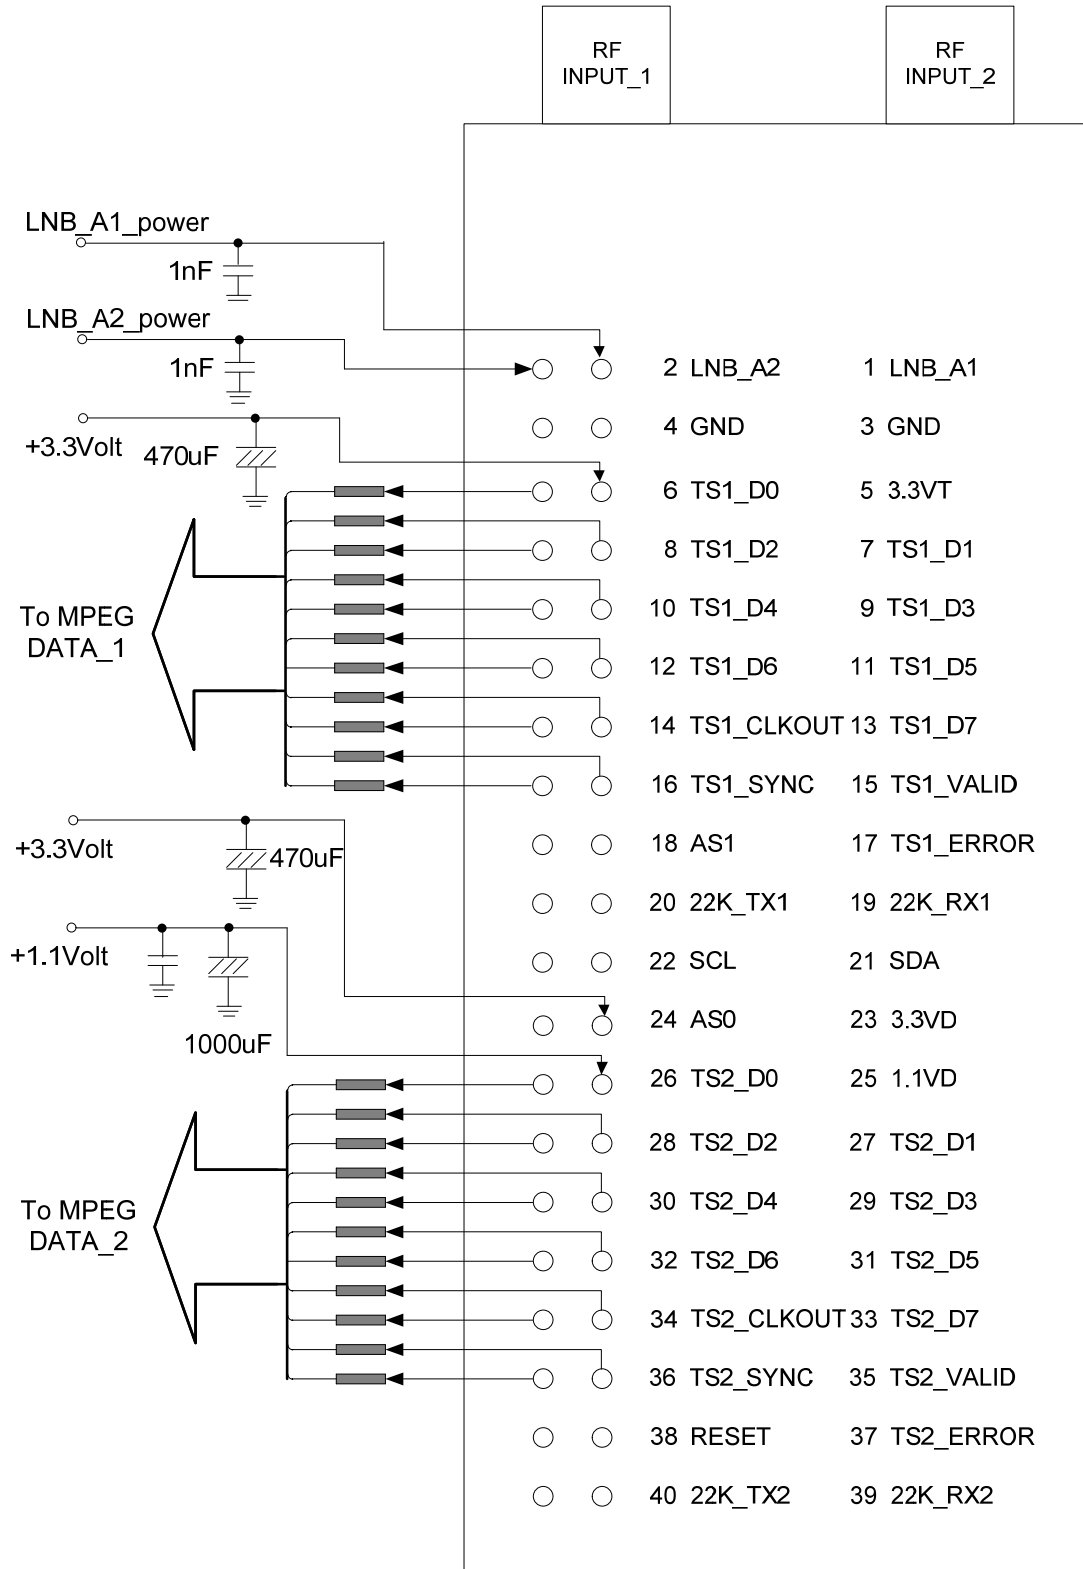 RF
INPUT_1
RF
INPUT_2
LNB_A1_power
1nF
LNB_A2_power
1nF
+3.3Volt
470uF
2 LNB_A2 1 LNB_A1
4 GND 3 GND
6 TS1_D0 5 3.3VT
8 TS1_D2 7 TS1_D1
10 TS1_D4 9 TS1_D3
12 TS1_D6 11 TS1_D5
14 TS1_CLKOUT 13 TS1_D7
16 TS1_SYNC 15 TS1_VALID
18 AS1 17 TS1_ERROR
20 22K_TX1 19 22K_RX1
22 SCL 21 SDA
24 AS0 23 3.3VD
26 TS2_D0 25 1.1VD
28 TS2_D2 27 TS2_D1
30 TS2_D4 29 TS2_D3
32 TS2_D6 31 TS2_D5
34 TS2_CLKOUT 33 TS2_D7
36 TS2_SYNC 35 TS2_VALID
38 RESET 37 TS2_ERROR
40 22K_TX2 39 22K_RX2
To MPEG
DATA_1
+3.3Volt
470uF
+1.1Volt
1000uF
To MPEG
DATA_2